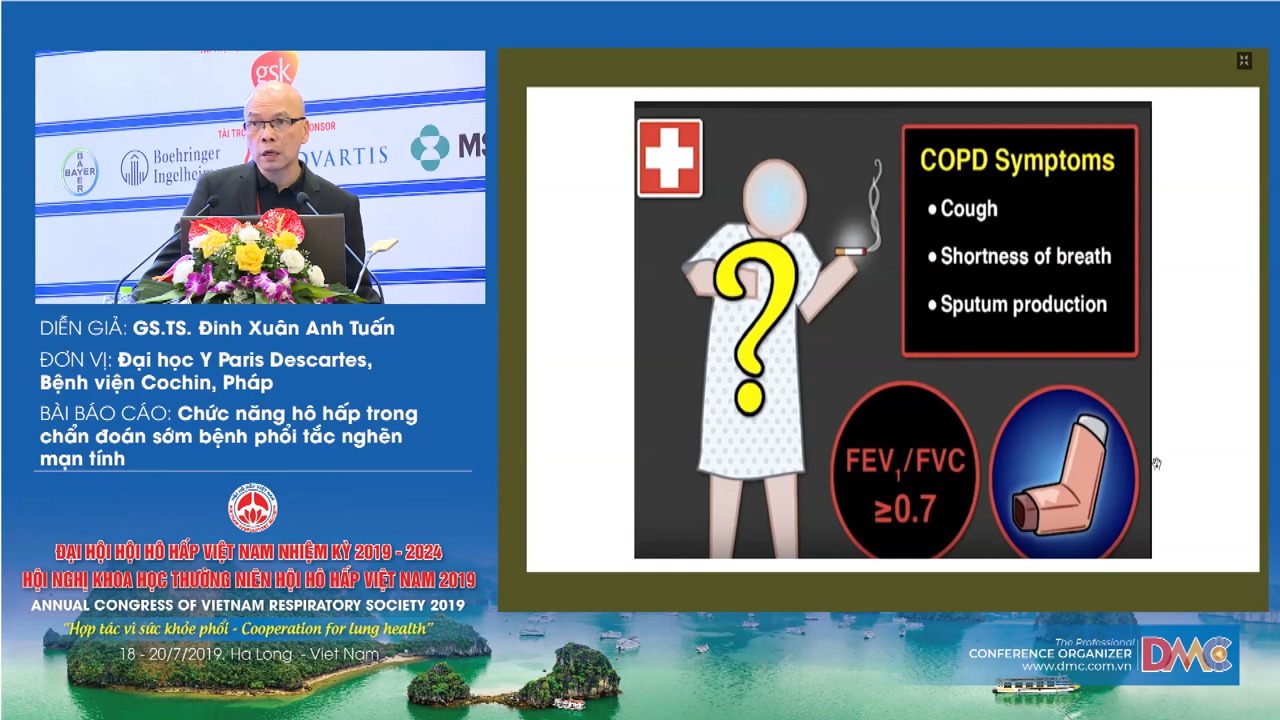 gsk
TÀI TRỢ
SPONSOR
BAYER
BAYER
Boehringer
Ingelheim
NOVARTIS
DIỄN GIẢ: GS.TS. Đinh Xuân Anh Tuấn
ĐƠN VỊ: Đại học Y Paris Descartes,
Bệnh viện Cochin, Pháp
BÀI BÁO CÁO: Chức năng hô hấp trong
chẩn đoán sớm bệnh phổi tắc nghẽn
mạn tính
ĐẠI HỘI HỘI HÔ HẤP VIỆT NAM NHIỆM KỲ 2019 - 2024
HỘI NGHỊ KHOA HỌC THƯỜNG NIÊN HỘI HÔ HẤP VIỆT NAM 2019
ANNUAL CONGRESS OF VIETNAM RESPIRATORY SOCIETY 2019
“Hợp tác vì sức khỏe phổi - Cooperation for lung health”
18 - 20/7/2019. Ha Long - Viet Nam
COPD Symptoms
• Cough
• Shortness of breath
• Sputum production
?
FEV1/FVC
≥0.7
The Professional
CONFERENCE ORGANIZER
www.dmc.com.vn
DMC